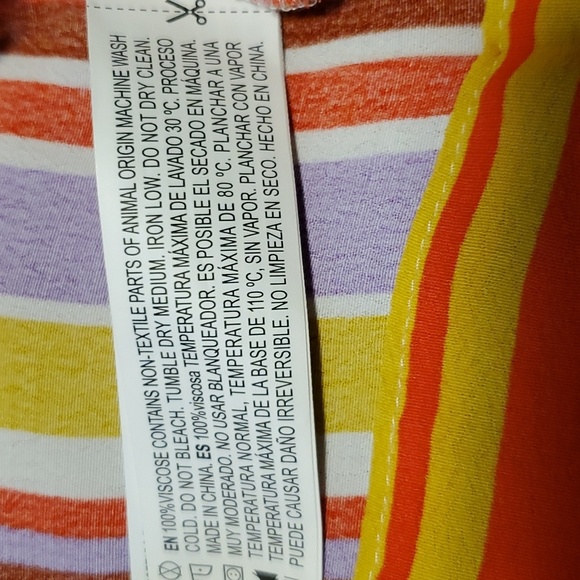 EN 100%VISCOSE CONTAINS NON-TEXTILE PARTS OF ANIMAL ORIGIN MACHINE WASH
COLD. DO NOT BLEACH. TUMBLE DRY MEDIUM. IRON LOW. DO NOT DRY CLEAN.
MADE IN CHINA. ES 100%viscosa TEMPERATURA MÁXIMA DE LAVADO 30 ºC. PROCESO
MUY MODERADO. NO USAR BLANQUEADOR. ES POSIBLE EL SECADO EN MÁQUINA.
TEMPERATURA NORMAL, TEMPERATURA MÁXIMA DE 80 ºC. PLANCHAR A UNA
TEMPERATURA MÁXIMA DE LA BASE DE 110 ºC, SIN VAPOR. PLANCHAR CON VAPOR
PUEDE CAUSAR DAÑO IRREVERSIBLE. NO LIMPIEZA EN SECO. HECHO EN CHINA.